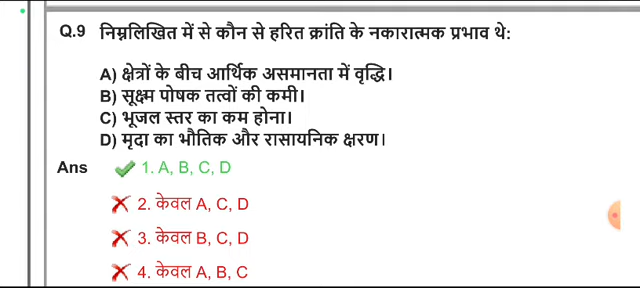 Q.9 निम्नलिखित में से कौन से हरित क्रांति के नकारात्मक प्रभाव थे:
A) क्षेत्रों के बीच आर्थिक असमानता में वृद्धि।
B) सूक्ष्म पोषक तत्वों की कमी।
C) भूजल स्तर का कम होना।
D) मृदा का भौतिक और रासायनिक क्षरण।
Ans 1. A, B, C, D
2. केवल A, C, D
3. केवल B, C, D
4. केवल A, B, C